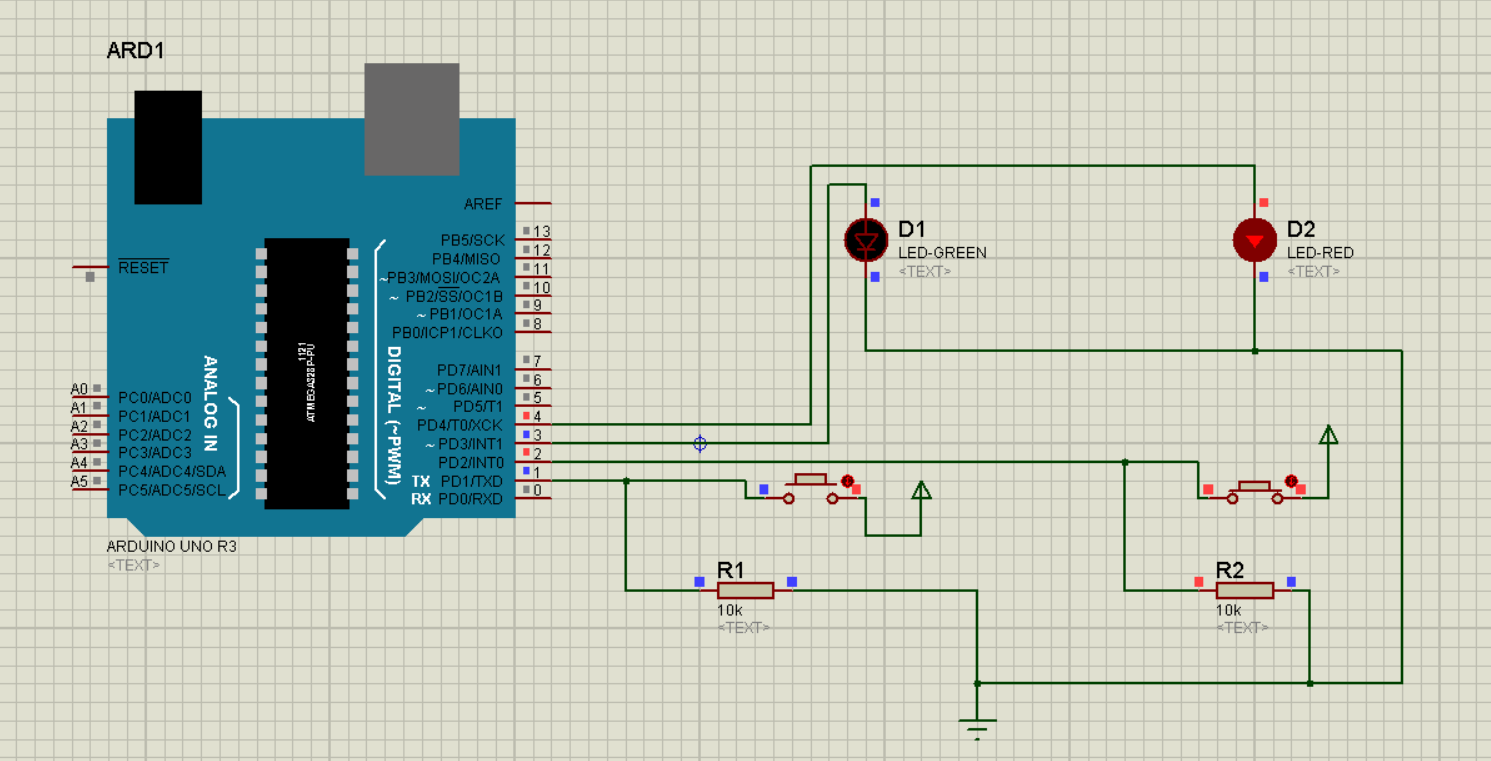 ARD1
AREF
RESET
PB5/SCK
13
PB4/MISO
12
~PB3/MOSI/OC2A
11
~ PB2/SS/OC1B
10
~ PB1/OC1A
9
PB0/ICP1/CLKO
8
PD7/AIN1
7
~ PD6/AIN0
6
~ PD5/T1
5
PD4/T0/XCK
4
~ PD3/INT1
3
PD2/INT0
2
TX PD1/TXD
1
RX PD0/RXD
0
ANALOG IN
DIGITAL (~PWM)
1121
ATMEGA328P-PU
A0
PC0/ADC0
A1
PC1/ADC1
A2
PC2/ADC2
A3
PC3/ADC3
A4
PC4/ADC4/SDA
A5
PC5/ADC5/SCL
ARDUINO UNO R3
<TEXT>
D1
LED-GREEN
<TEXT>
D2
LED-RED
<TEXT>
R1
10k
<TEXT>
R2
10k
<TEXT>